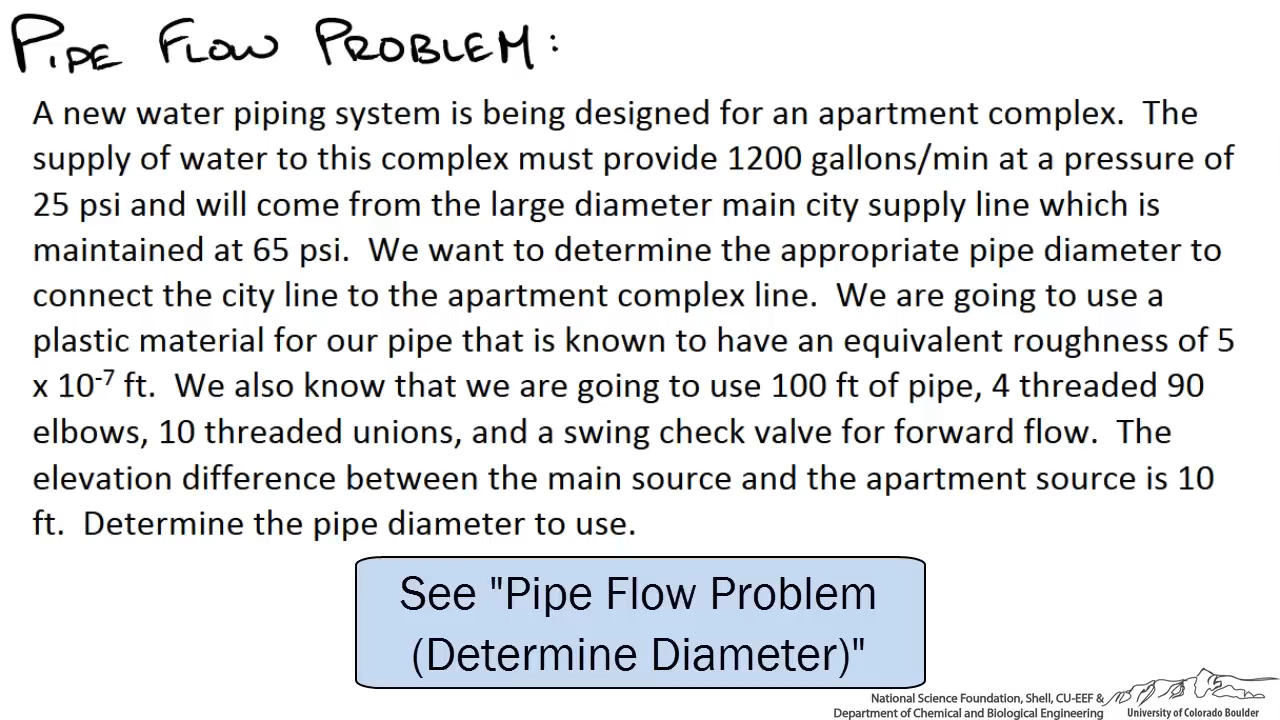 PIPE FLOW PROBLEM:
A new water piping system is being designed for an apartment complex.  The
supply of water to this complex must provide 1200 gallons/min at a pressure of
25 psi and will come from the large diameter main city supply line which is
maintained at 65 psi.  We want to determine the appropriate pipe diameter to
connect the city line to the apartment complex line.  We are going to use a
plastic material for our pipe that is known to have an equivalent roughness of 5
x 10⁻⁷ ft.  We also know that we are going to use 100 ft of pipe, 4 threaded 90
elbows, 10 threaded unions, and a swing check valve for forward flow.  The
elevation difference between the main source and the apartment source is 10
ft.  Determine the pipe diameter to use.
See "Pipe Flow Problem
(Determine Diameter)"
National Science Foundation, Shell, CU-EEF &
Department of Chemical and Biological Engineering
University of Colorado Boulder